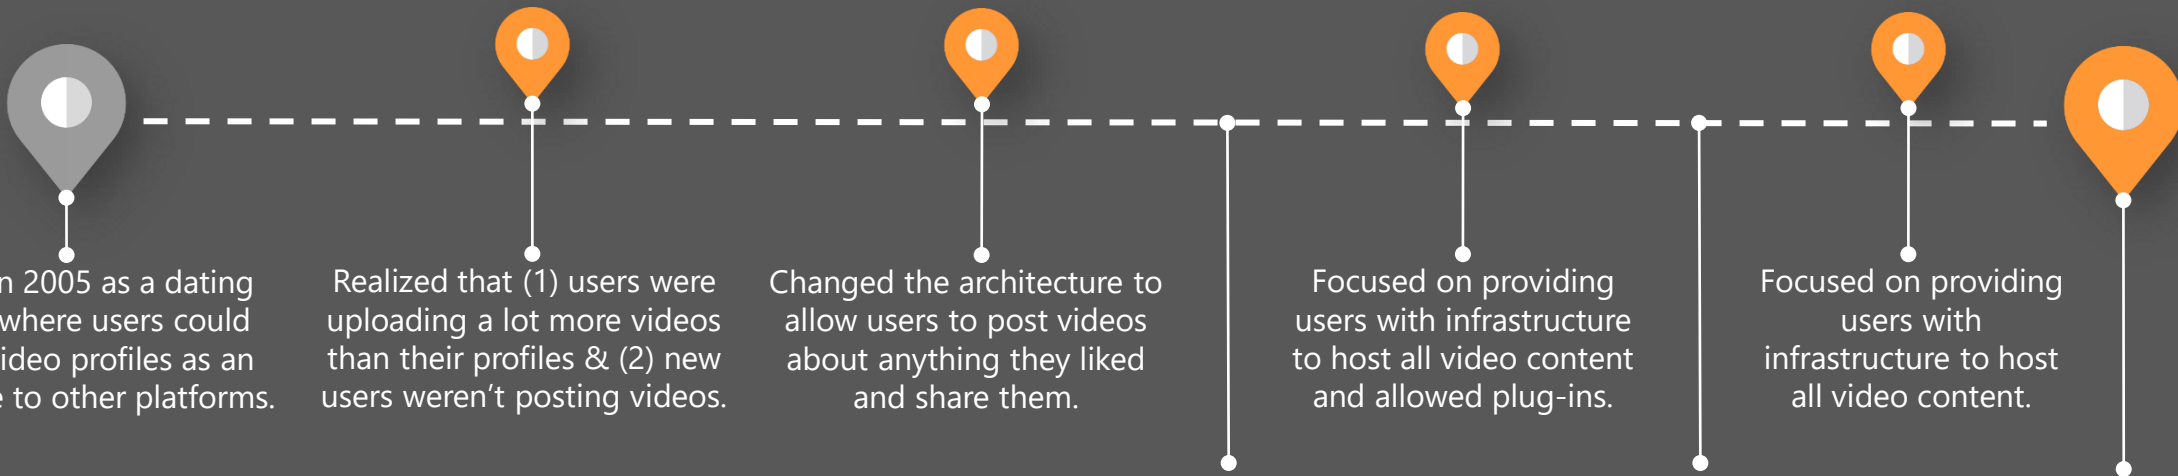 n 2005 as a dating
where users could
ideo profiles as an
e to other platforms.
Realized that (1) users were
uploading a lot more videos
than their profiles & (2) new
users weren’t posting videos.
Changed the architecture to
allow users to post videos
about anything they liked
and share them.
Focused on providing
users with infrastructure
to host all video content
and allowed plug-ins.
Focused on providing
users with
infrastructure to host
all video content.